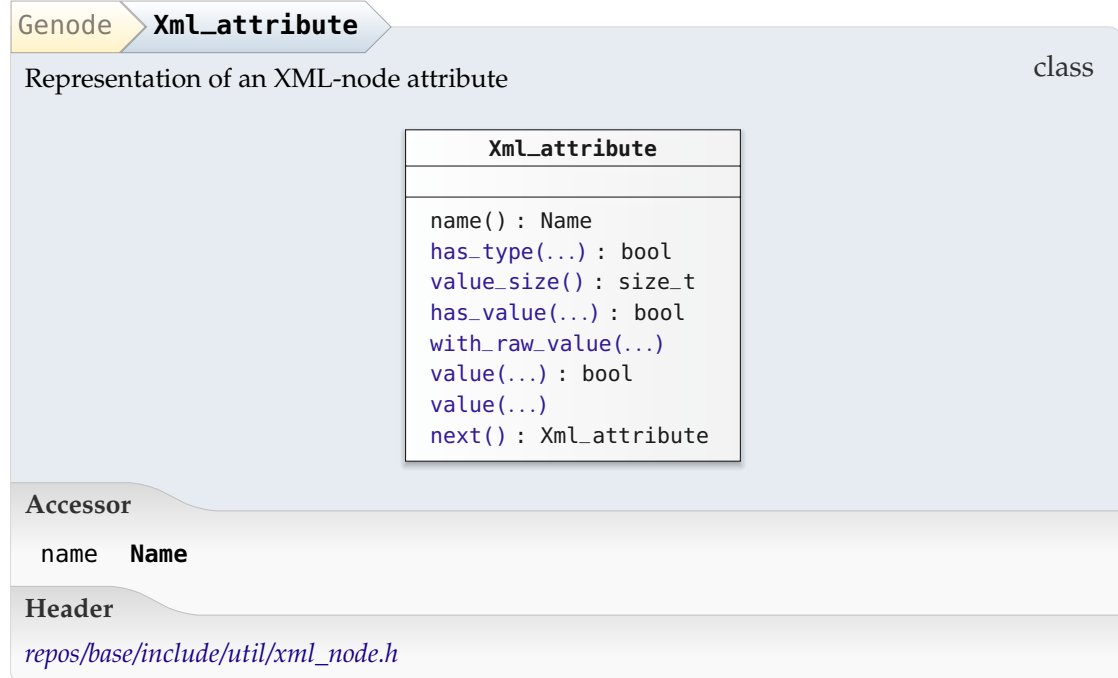 Genode Xml_attribute
class
Representation of an XML-node attribute
Xml_attribute
name() : Name
has_type(...) : bool
value_size() : size_t
has_value(...) : bool
with_raw_value(...)
value(...) : bool
value(...)
next() : Xml_attribute
Accessor
name Name
Header
repos/base/include/util/xml_node.h